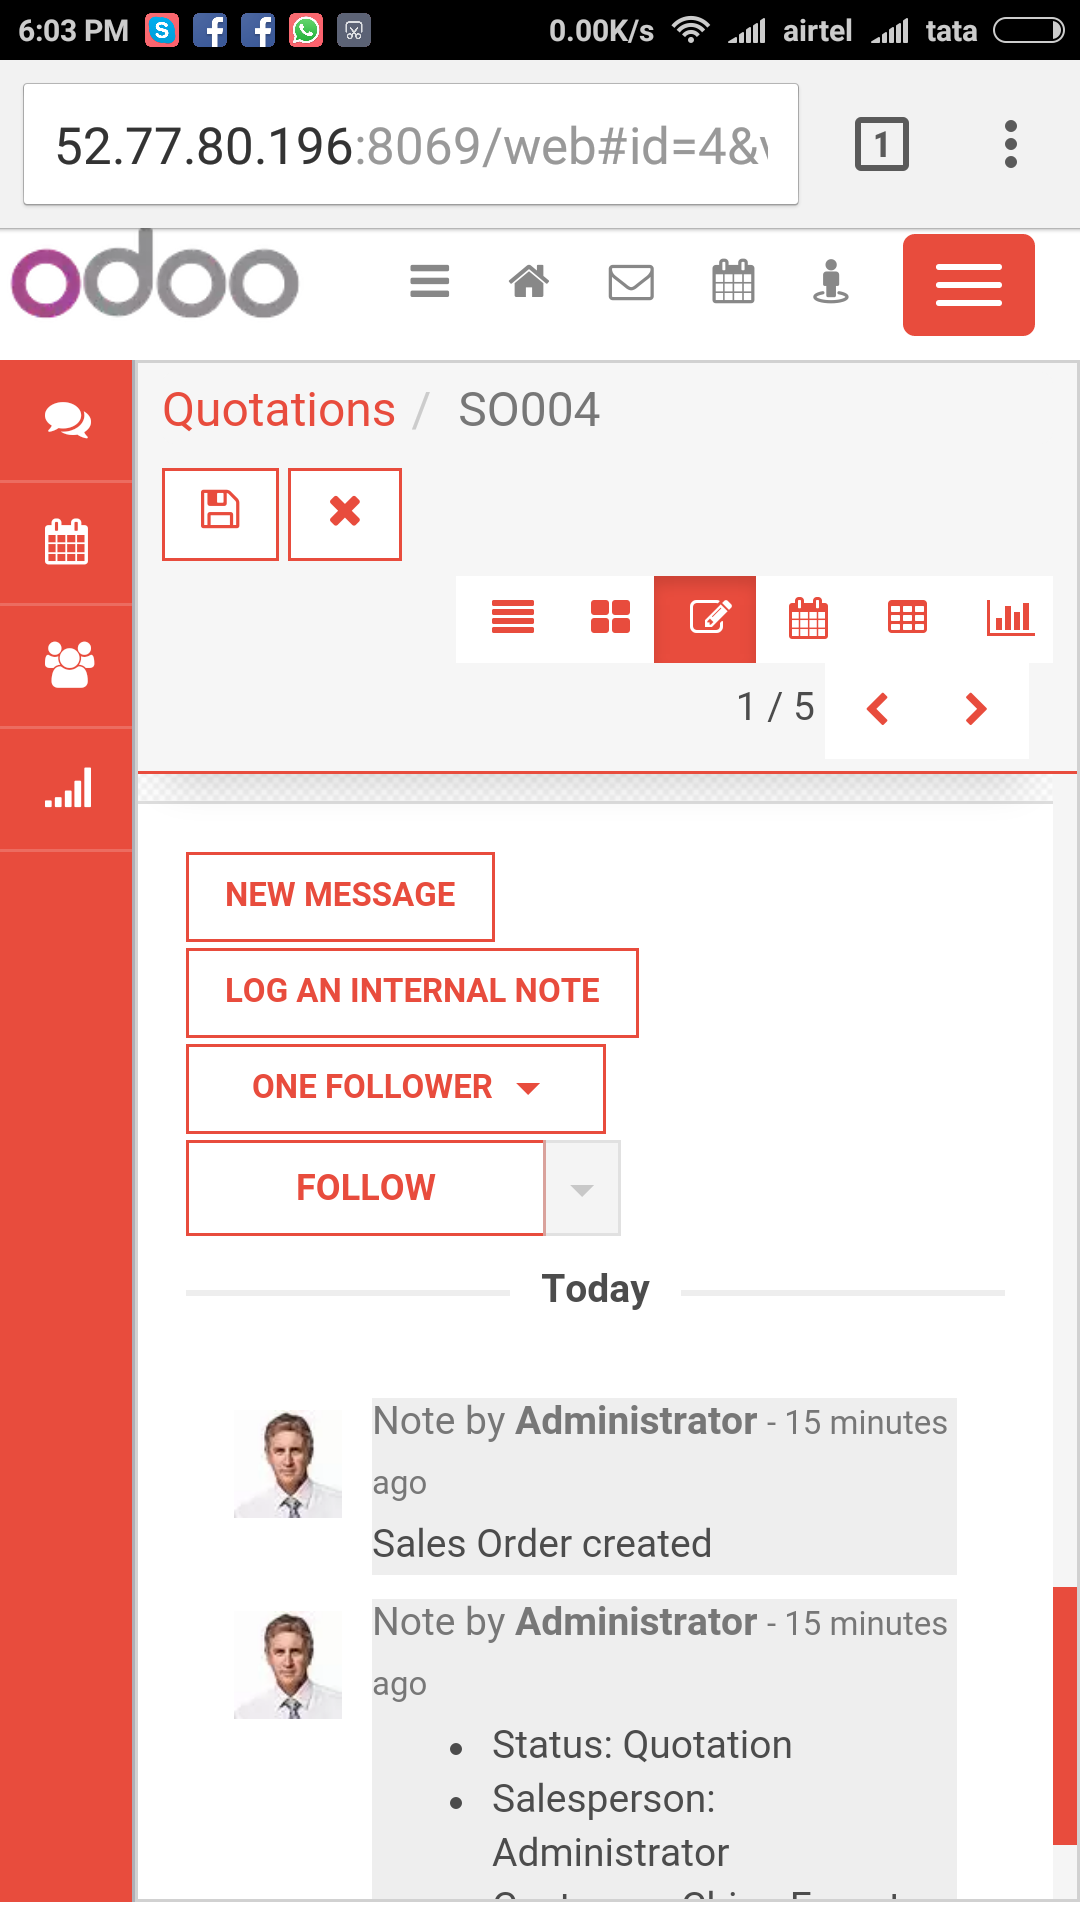 6:03 PM 0.00K/s airtel tata
52.77.80.196:8069/web#id=4&
1
odoo
Quotations / SO004
1 / 5
NEW MESSAGE
LOG AN INTERNAL NOTE
ONE FOLLOWER
FOLLOW
Today
Note by Administrator - 15 minutes
ago
Sales Order created
Note by Administrator - 15 minutes
ago
• Status: Quotation
• Salesperson:
Administrator